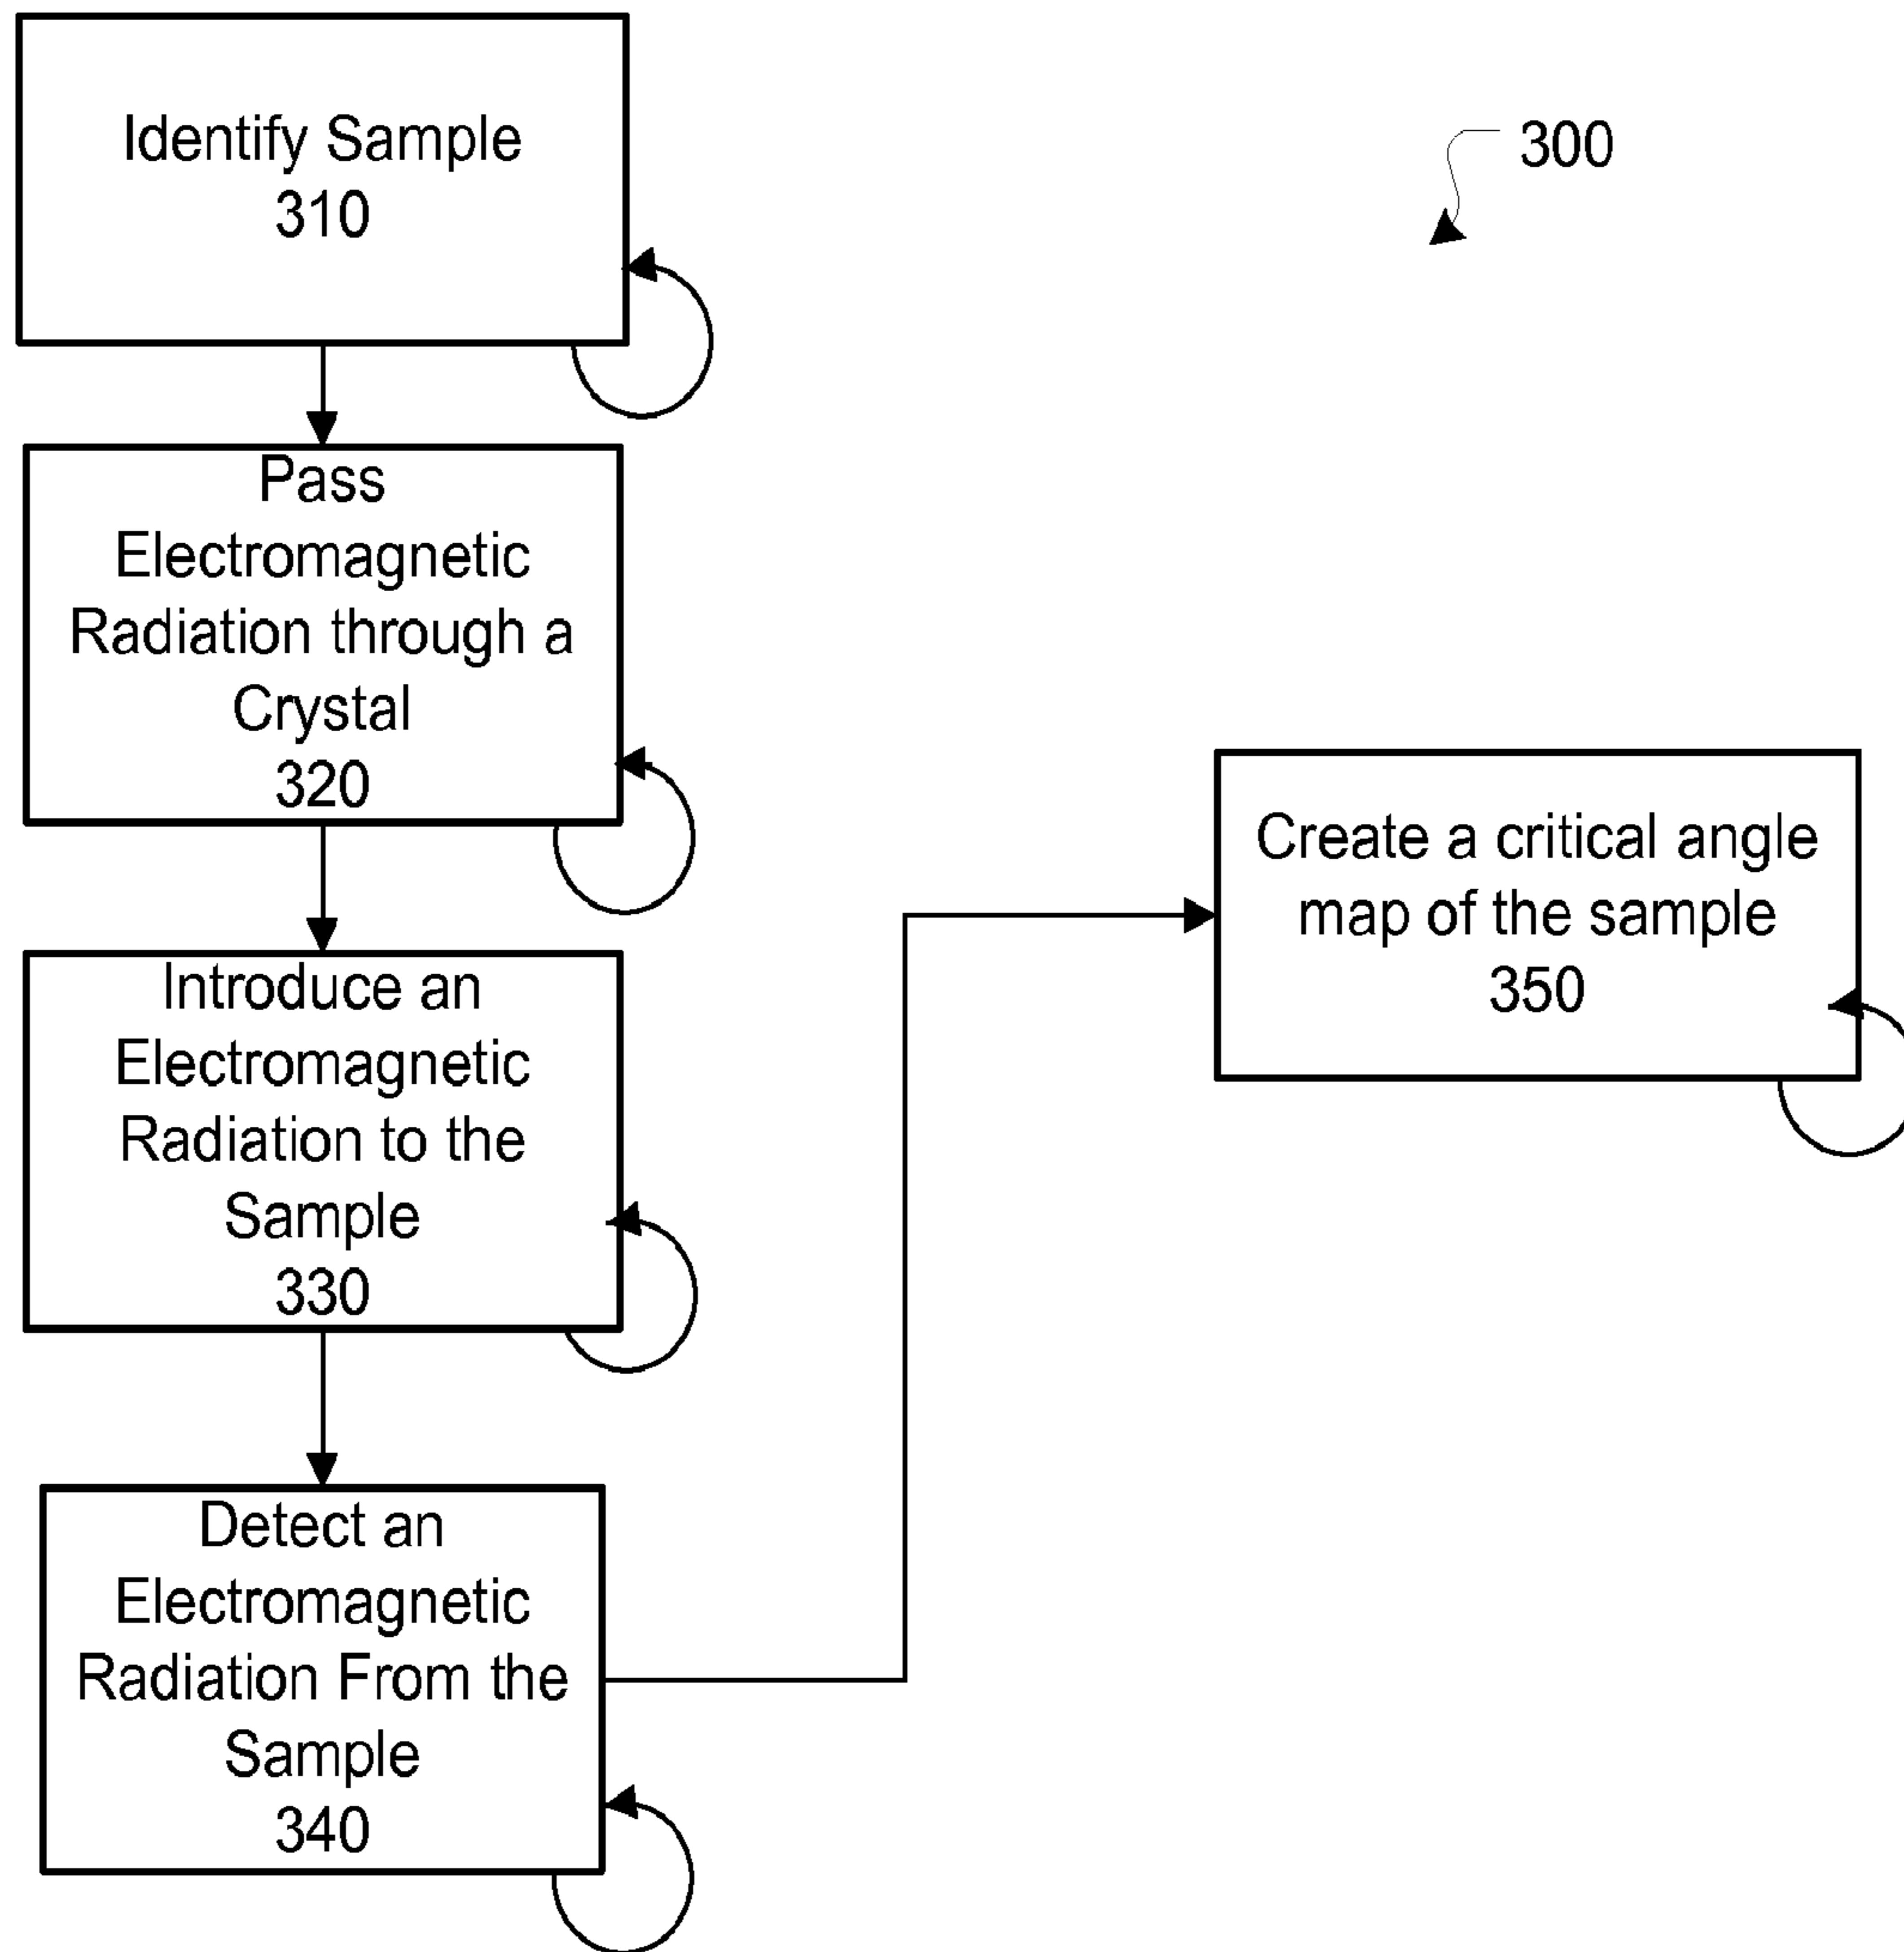 Identify Sample
310
300
Pass
Electromagnetic
Radiation through a
Crystal
320
Introduce an
Electromagnetic
Radiation to the
Sample
330
Detect an
Electromagnetic
Radiation From the
Sample
340
Create a critical angle
map of the sample
350